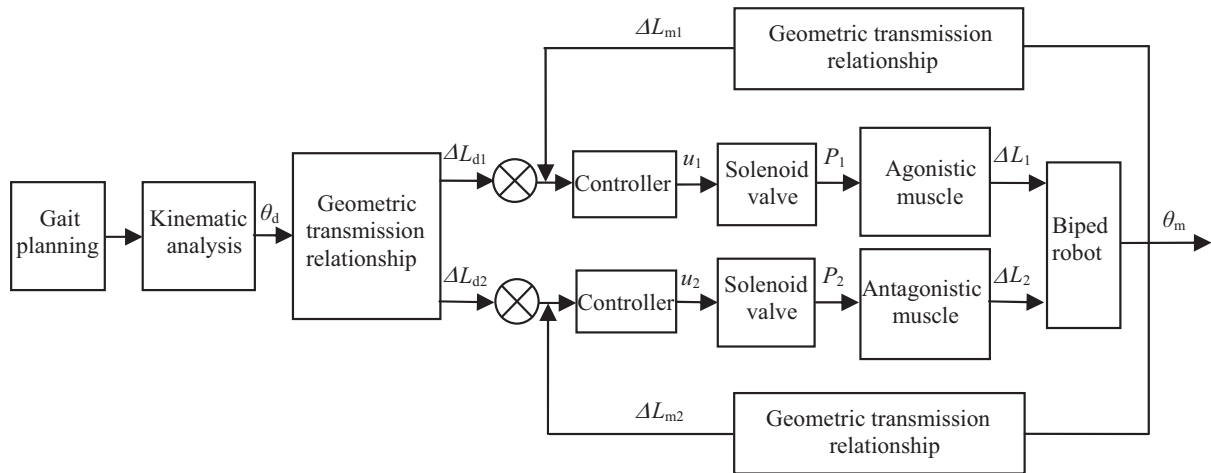 ΔLm1
Geometric transmission
relationship
Gait
planning
Kinematic
analysis
θd
Geometric
transmission
relationship
ΔLd1
Controller
u1
Solenoid
valve
P1
Agonistic
muscle
ΔL1
ΔLd2
Controller
u2
Solenoid
valve
P2
Antagonistic
muscle
ΔL2
Biped
robot
θm
ΔLm2
Geometric transmission
relationship